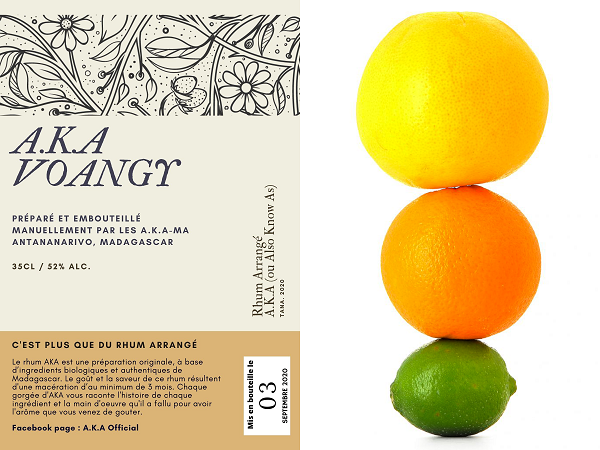 A.K.A
VOANGY
PRÉPARÉ ET EMBOUTEILLÉ
MANUELLEMENT PAR LES A.K.A-MA
ANTANANARIVO, MADAGASCAR
35CL / 52% ALC.
Rhum Arrangé
A.K.A (ou Also Know As)
TANA. 2020
C'EST PLUS QUE DU RHUM ARRANGÉ
Le rhum AKA est une préparation originale, à base
d'ingredients biologiques et authentiques de
Madagascar. Le goût et la saveur de ce rhum résultent
d'une macération d'au minimum de 3 mois. Chaque
gorgée d'AKA vous raconte l'histoire de chaque
ingrédient et la main d'oeuvre qu'il a fallu pour avoir
l'arôme que vous venez de gouter.
Facebook page : A.K.A Official
Mis en bouteille le
03
SEPTEMBRE 2020